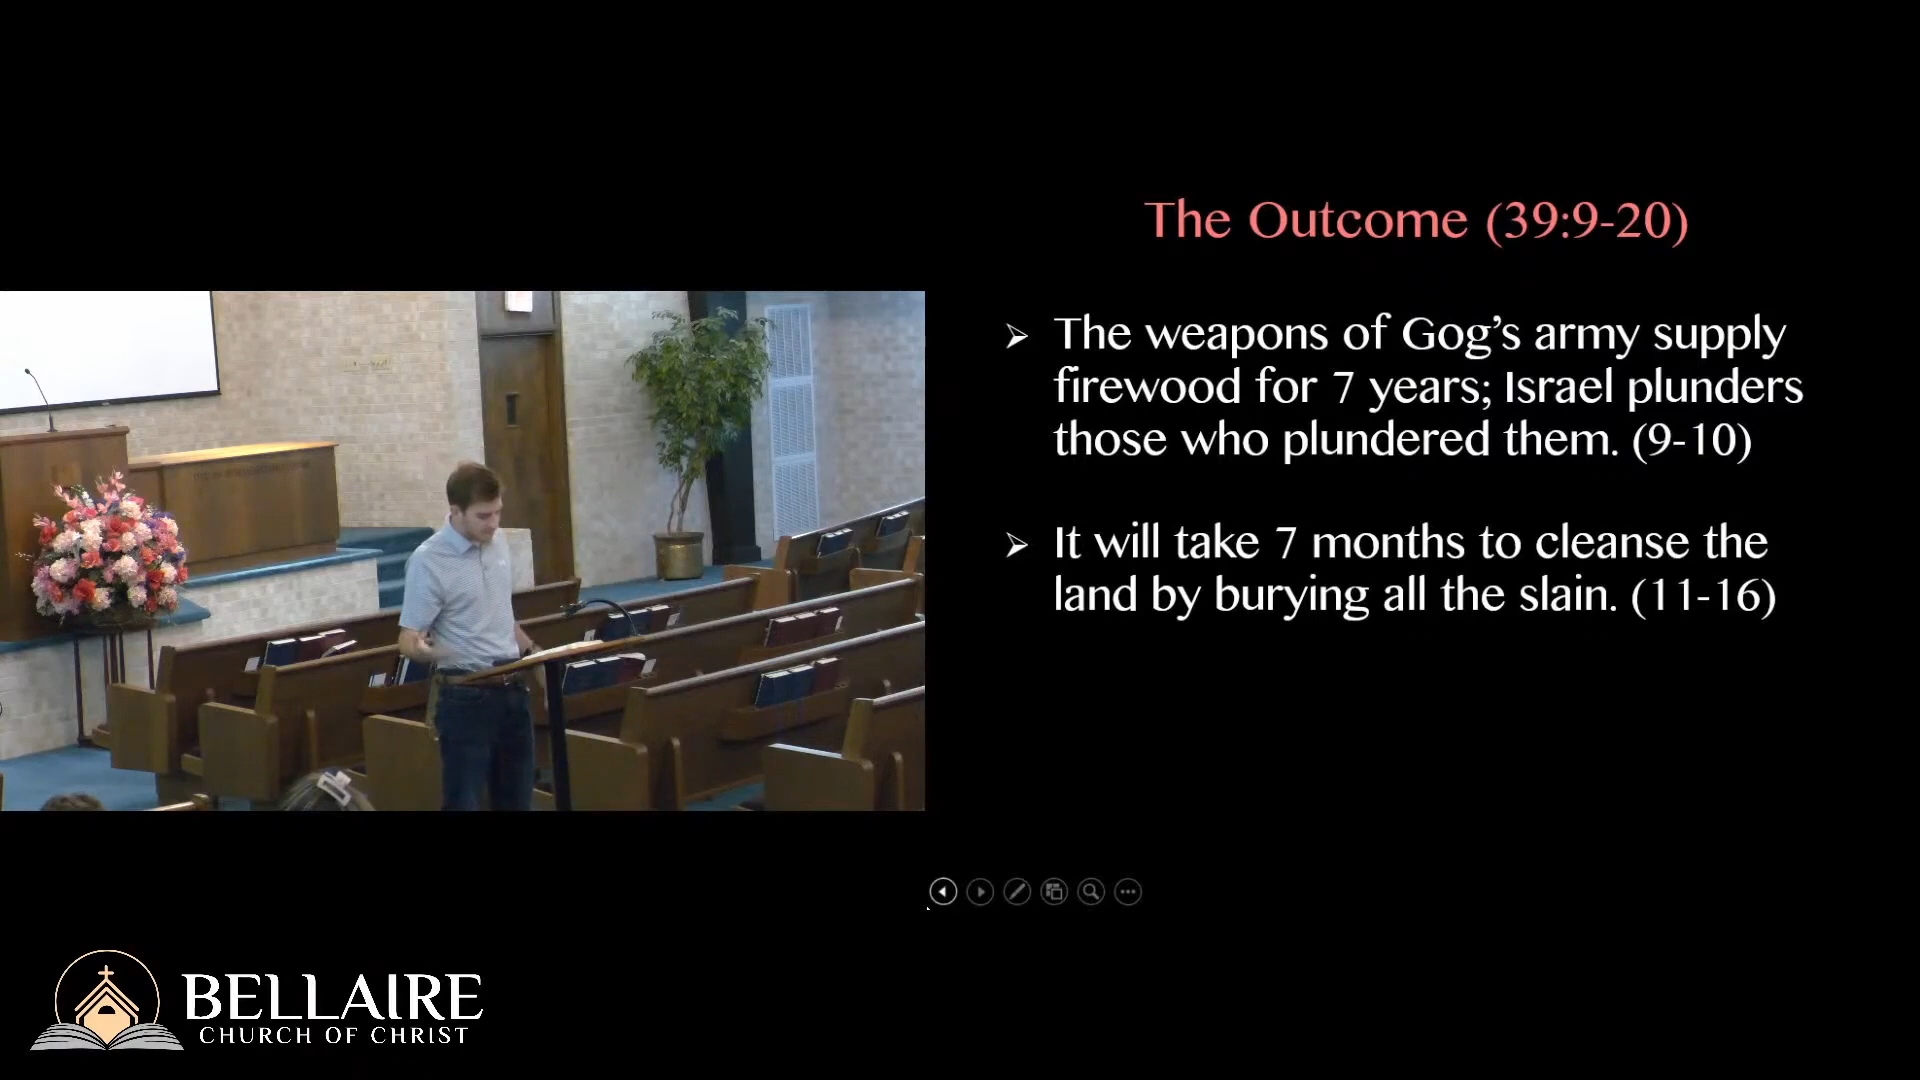 The Outcome (39:9-20)
➢ The weapons of Gog’s army supply
firewood for 7 years; Israel plunders
those who plundered them. (9-10)
➢ It will take 7 months to cleanse the
land by burying all the slain. (11-16)
BELLAIRE
CHURCH OF CHRIST